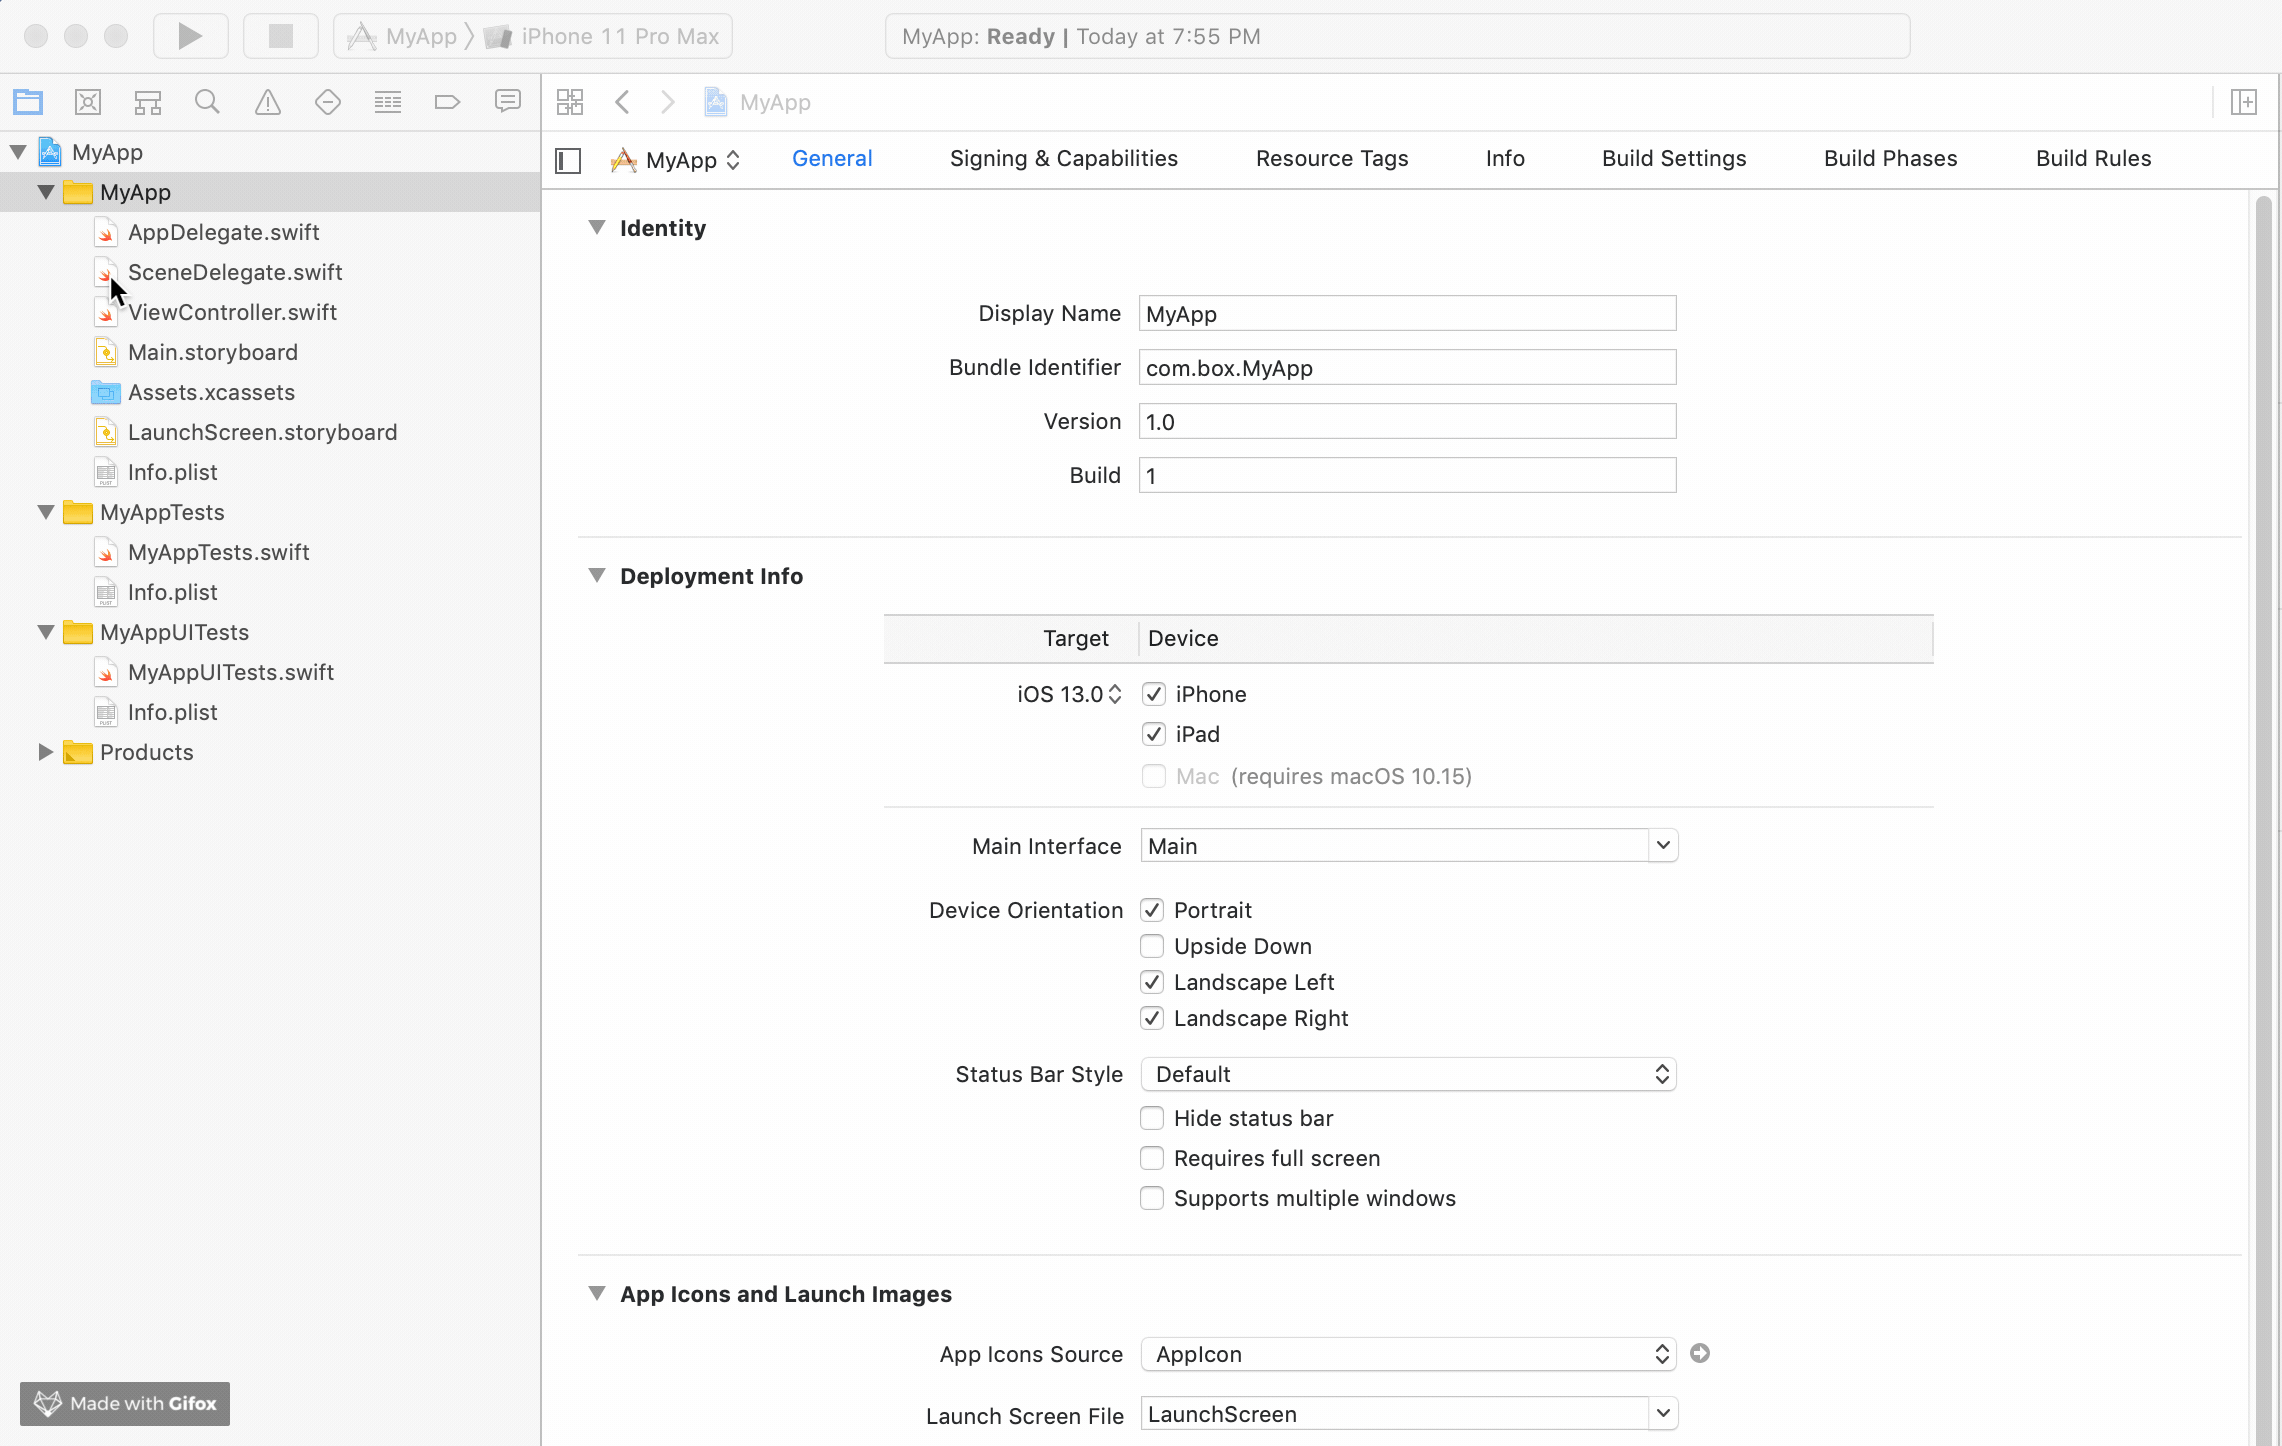 MyApp iPhone 11 Pro Max
MyApp: Ready | Today at 7:55 PM
MyApp
MyApp
MyApp
AppDelegate.swift
SceneDelegate.swift
ViewController.swift
Main.storyboard
Assets.xcassets
LaunchScreen.storyboard
Info.plist
MyAppTests
MyAppTests.swift
Info.plist
MyAppUITests
MyAppUITests.swift
Info.plist
Products
MyApp General Signing & Capabilities Resource Tags Info Build Settings Build Phases Build Rules
Identity
Display Name MyApp
Bundle Identifier com.box.MyApp
Version 1.0
Build 1
Deployment Info
Target Device
iOS 13.0 iPhone
iPad
Mac (requires macOS 10.15)
Main Interface Main
Device Orientation Portrait
Upside Down
Landscape Left
Landscape Right
Status Bar Style Default
Hide status bar
Requires full screen
Supports multiple windows
App Icons and Launch Images
App Icons Source AppIcon
Launch Screen File LaunchScreen
Made with Gifox